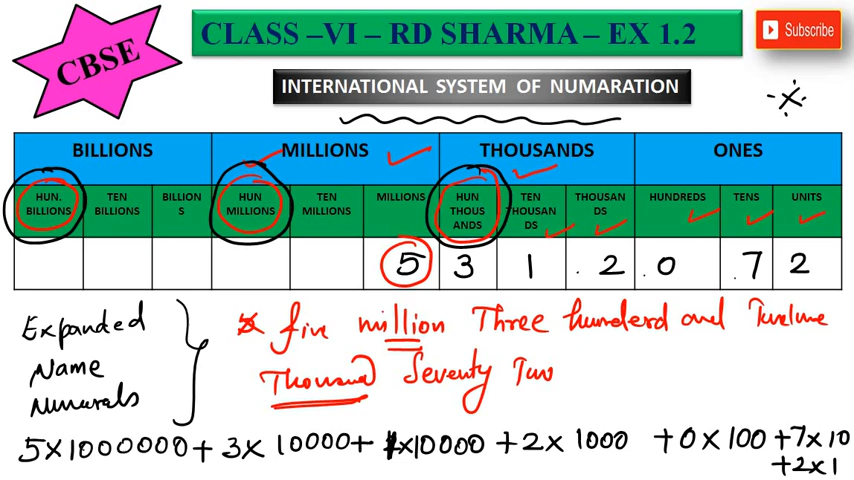 CBSE
CLASS –VI – RD SHARMA – EX 1.2
Subscribe
INTERNATIONAL SYSTEM OF NUMARATION
BILLIONS MILLIONS THOUSANDS ONES
HUN. BILLIONS TEN BILLIONS BILLIONS HUN MILLIONS TEN MILLIONS MILLIONS HUN THOUSANDS TEN THOUSANDS THOUSANDS HUNDREDS TENS UNITS
5 3 1 2 0 7 2
Expanded
Name
Numarals
five million Three hunderd and Twelve
Thousand Seventy Two
5×1000000+ 3× 10000+ 1×10000 +2× 1000 +0×100 +7×10
+2×1